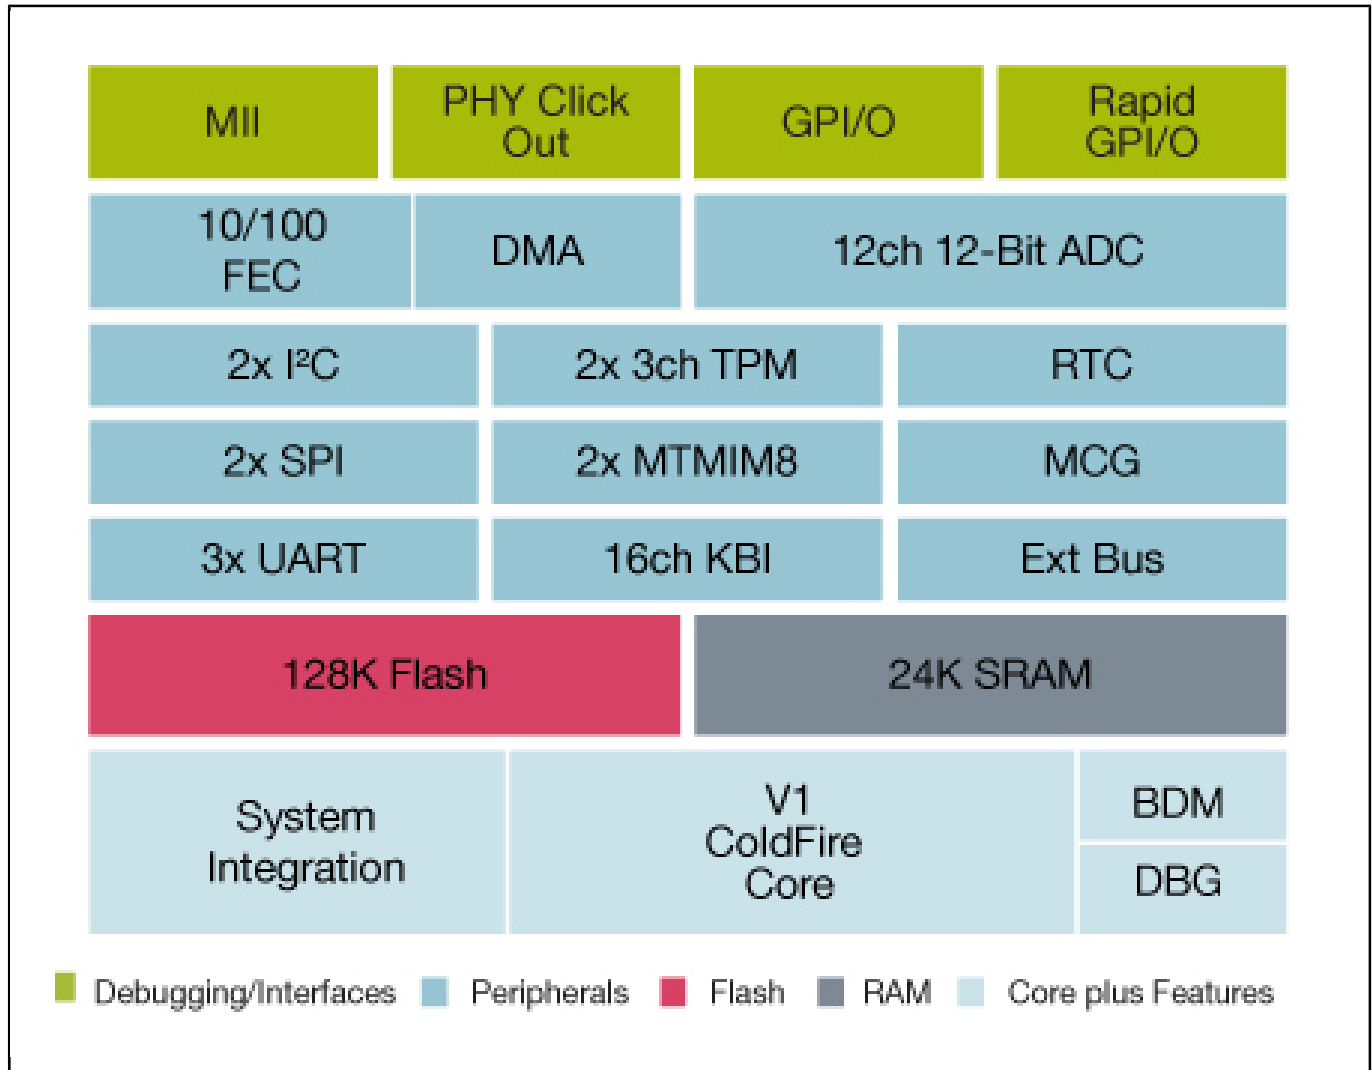 MII
PHY Click
Out
GPI/O
Rapid
GPI/O
10/100
FEC
DMA
12ch 12-Bit ADC
2x I²C
2x 3ch TPM
RTC
2x SPI
2x MTMIM8
MCG
3x UART
16ch KBI
Ext Bus
128K Flash
24K SRAM
System
Integration
V1
ColdFire
Core
BDM
DBG
Debugging/Interfaces
Peripherals
Flash
RAM
Core plus Features